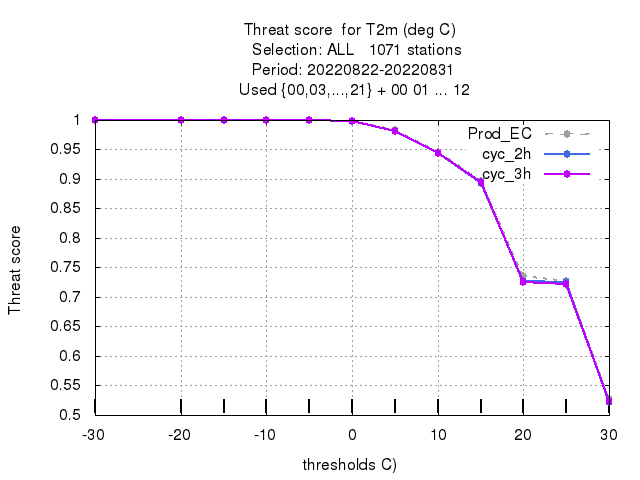 Threat score  for T2m (deg C)
Selection: ALL   1071 stations
Period: 20220822-20220831
Used {00,03,...,21} + 00 01 ... 12
Prod_EC
cyc_2h
cyc_3h
Threat score
1
0.95
0.9
0.85
0.8
0.75
0.7
0.65
0.6
0.55
0.5
-30
-20
-10
0
10
20
30
thresholds C)